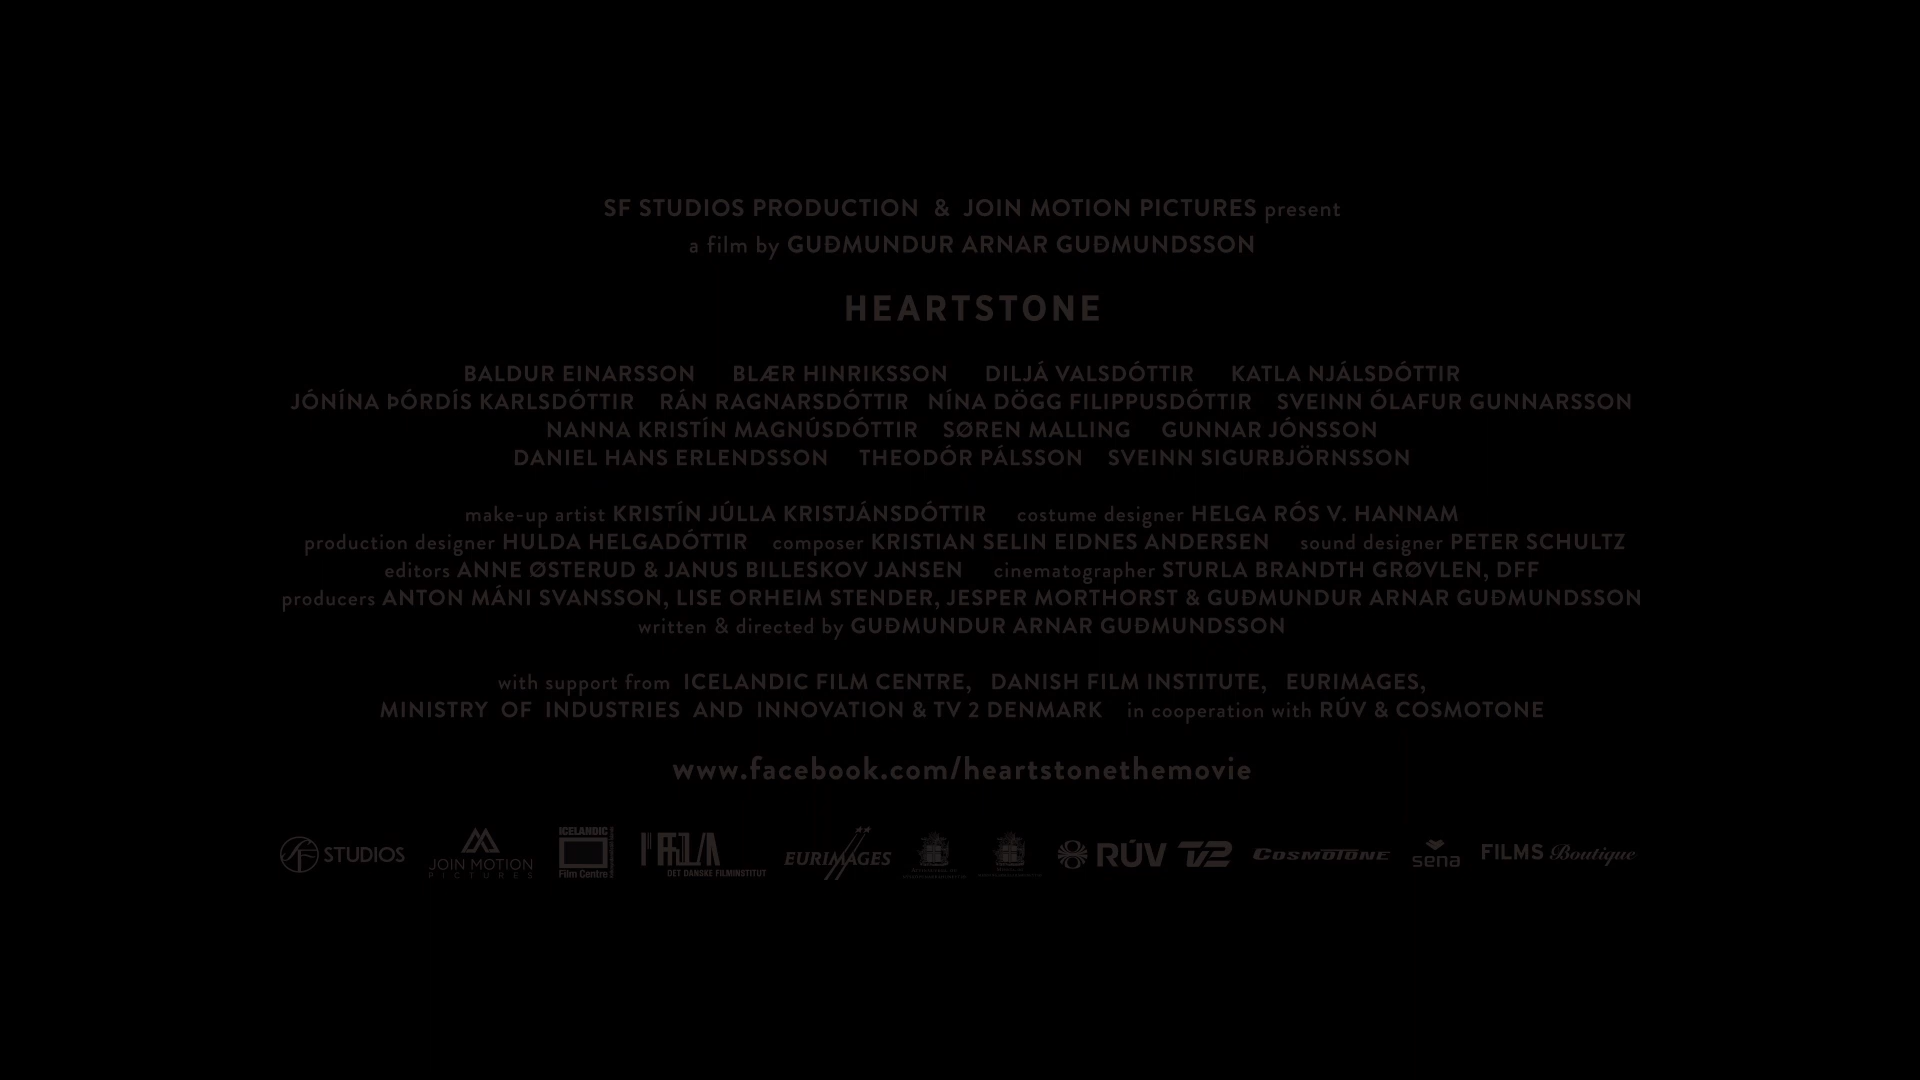 SF STUDIOS PRODUCTION & JOIN MOTION PICTURES present
a film by GUÐMUNDUR ARNAR GUÐMUNDSSON
HEARTSTONE
BALDUR EINARSSON BLÆR HINRIKSSON DILJÁ VALSDÓTTIR KATLA NJÁLSDÓTTIR
JÓNÍNA ÞÓRDÍS KARLSDÓTTIR RÁN RAGNARSDÓTTIR NÍNA DÖGG FILIPPUSDÓTTIR SVEINN ÓLAFUR GUNNARSSON
NANNA KRISTÍN MAGNÚSDÓTTIR SØREN MALLING GUNNAR JÓNSSON
DANIEL HANS ERLENDSSON THEODÓR PÁLSSON SVEINN SIGURBJÖRNSSON
make-up artist KRISTÍN JÚLLA KRISTJÁNSDÓTTIR costume designer HELGA RÓS V. HANNAM
production designer HULDA HELGADÓTTIR composer KRISTIAN SELIN EIDNES ANDERSEN sound designer PETER SCHULTZ
editors ANNE ØSTERUD & JANUS BILLESKOV JANSEN cinematographer STURLA BRANDTH GRØVLEN, DFF
producers ANTON MÁNI SVANSSON, LISE ORHEIM STENDER, JESPER MORTHORST & GUÐMUNDUR ARNAR GUÐMUNDSSON
written & directed by GUÐMUNDUR ARNAR GUÐMUNDSSON
with support from ICELANDIC FILM CENTRE, DANISH FILM INSTITUTE, EURIMAGES,
MINISTRY OF INDUSTRIES AND INNOVATION & TV 2 DENMARK in cooperation with RÚV & COSMOTONE
www.facebook.com/heartstonethemovie
SF STUDIOS
JOIN MOTION
PICTURES
ICELANDIC
Film Centre
DET DANSKE FILMINSTITUT
EURIMAGES
RÚV
TV2
COSMOTONE
sena
FILMS Boutique